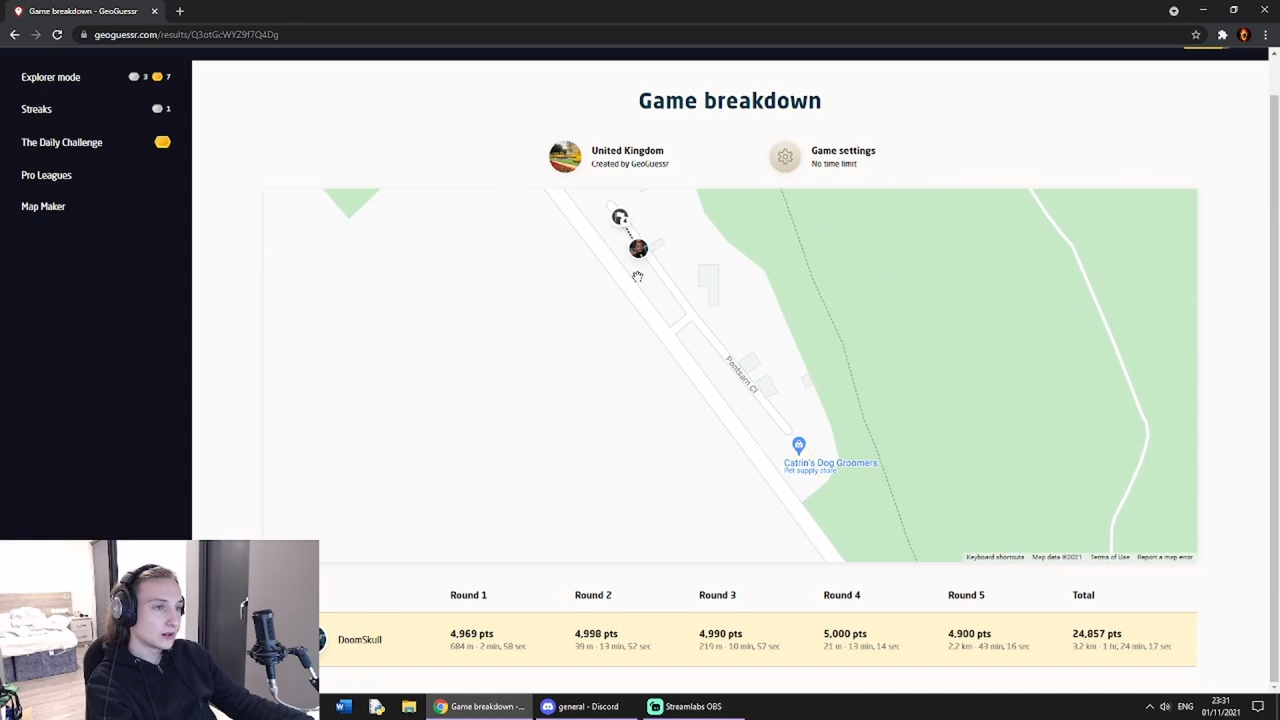 Game breakdown - GeoGuessr
geoguessr.com/results/Q3otGcWYZ9f7Q4Dg
Explorer mode 3 7
Streaks 1
The Daily Challenge
Pro Leagues
Map Maker
Game breakdown
United Kingdom
Created by GeoGuessr
Game settings
No time limit
Pontsarn Cl
Catrin's Dog Groomers
Pet supply store
Keyboard shortcuts Map data ©2021 Terms of Use Report a map error
Round 1 Round 2 Round 3 Round 4 Round 5 Total
DoomSkull
4,969 pts 4,998 pts 4,990 pts 5,000 pts 4,900 pts 24,857 pts
684 m - 2 min, 58 sec 39 m - 13 min, 52 sec 219 m - 10 min, 57 sec 21 m - 13 min, 14 sec 2.2 km - 43 min, 16 sec 3.2 km - 1 hr, 24 min, 17 sec
Game breakdown -... general - Discord Streamlabs OBS
ENG
23:31
01/11/2021